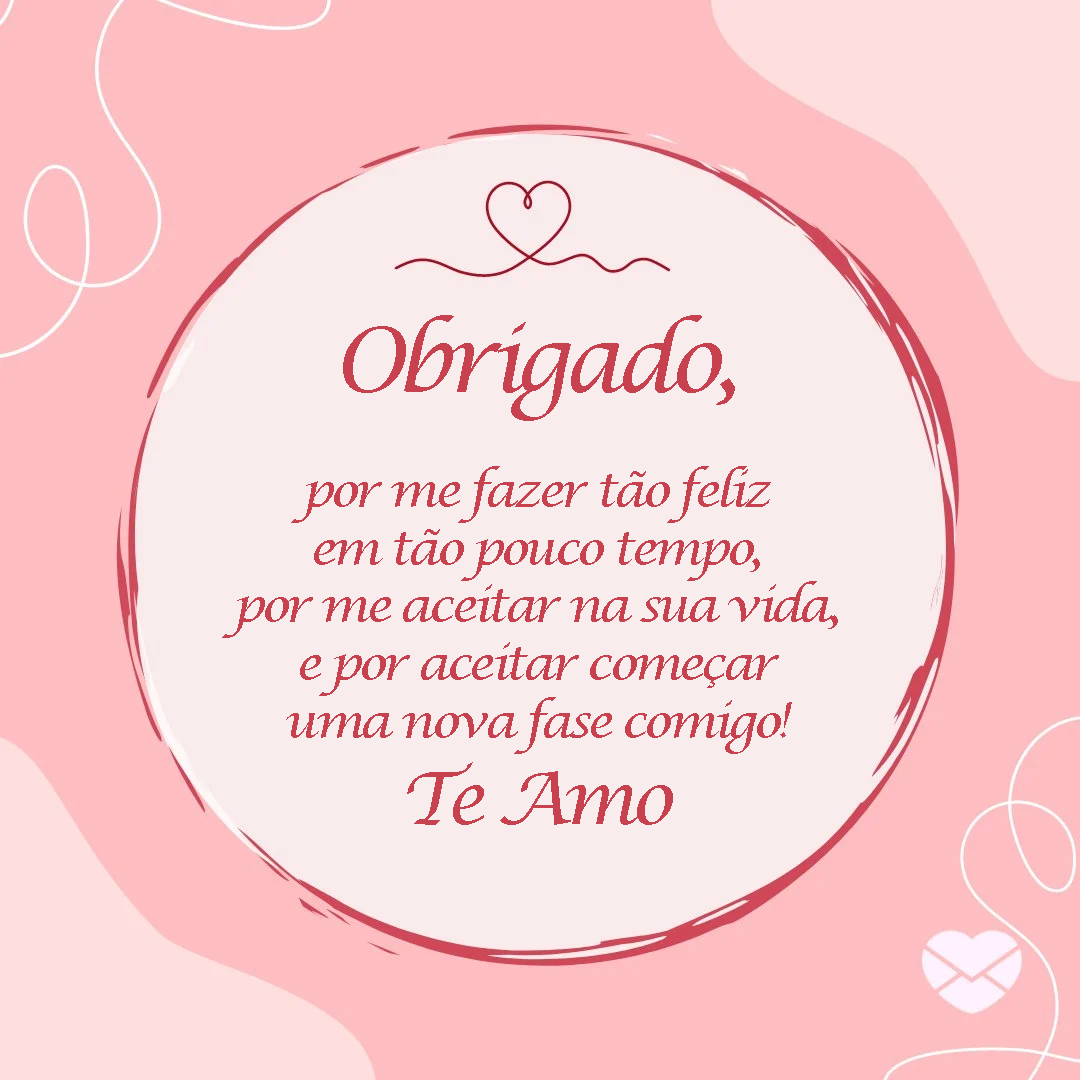 Obrigado,
por me fazer tão feliz
em tão pouco tempo,
por me aceitar na sua vida,
e por aceitar começar
uma nova fase comigo!
Te Amo